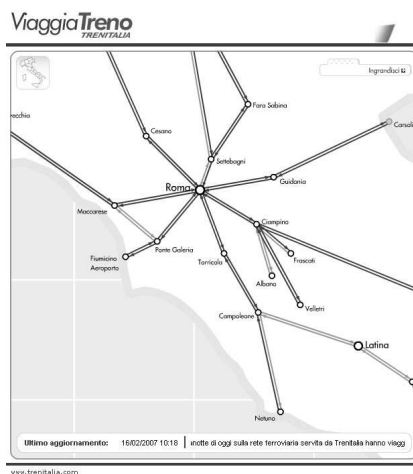 ViaggiaTreno
TRENITALIA
Ingrandisci
Fara Sabina
vecchia
Cesano
Carsoli
Settebagni
Guidonia
Roma
Maccarese
Ciampino
Ponte Galeria
Fiumicino
Aeroporto
Torricola
Frascati
Albano
Velletri
Campoleone
Latina
Nettuno
Ultimo aggiornamento: 16/02/2007 10:18 notte di oggi sulla rete ferroviaria servita da Trenitalia hanno viagg
www.trenitalia.com